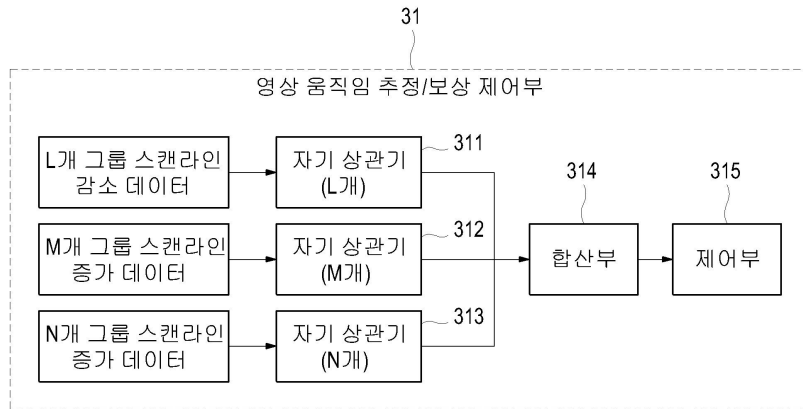 31
영상 움직임 추정/보상 제어부
L개 그룹 스캔라인
감소 데이터
자기 상관기
(L개)
311
M개 그룹 스캔라인
증가 데이터
자기 상관기
(M개)
312
N개 그룹 스캔라인
증가 데이터
자기 상관기
(N개)
313
합산부
314
제어부
315